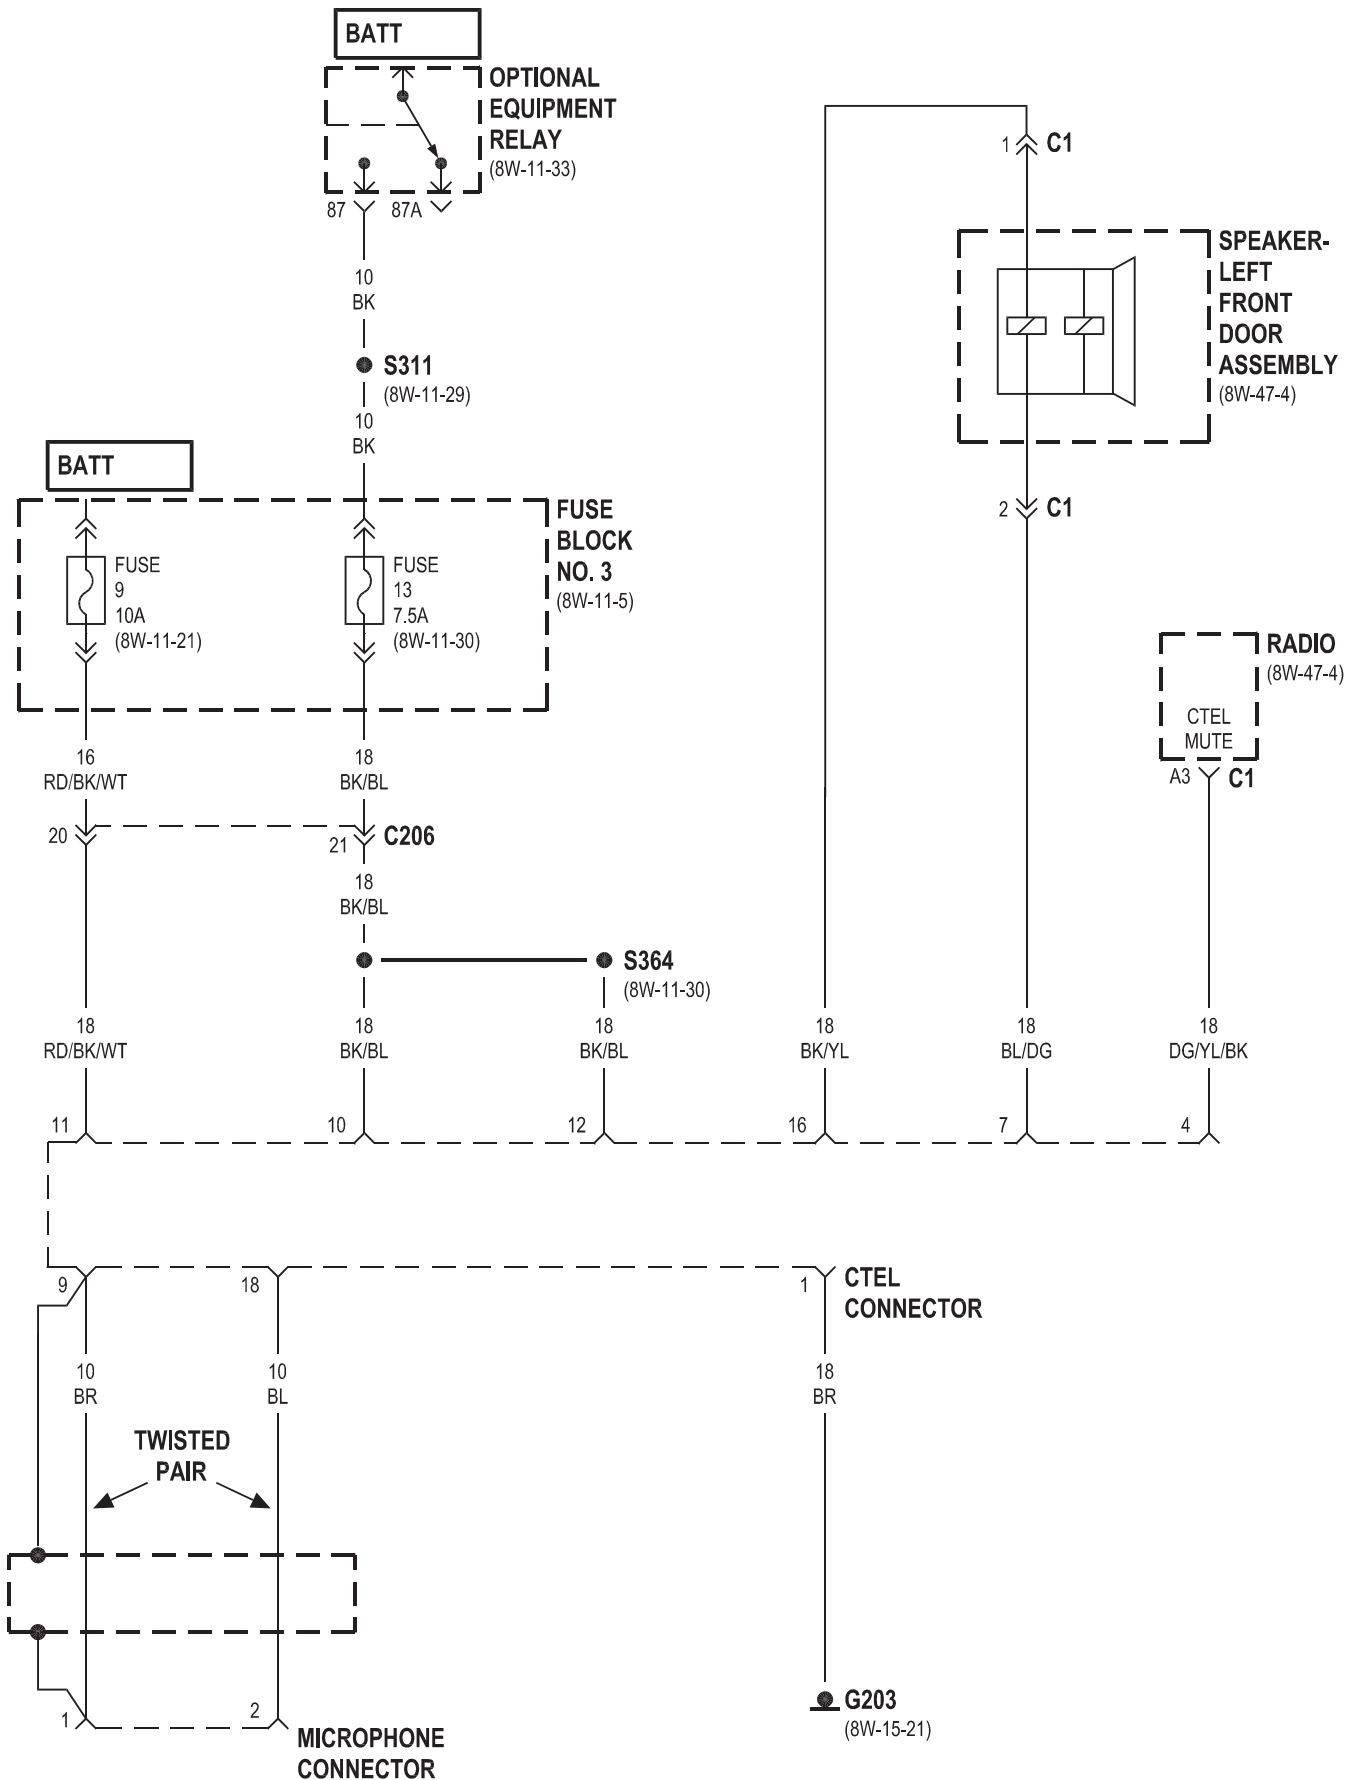 BATT
OPTIONAL
EQUIPMENT
RELAY
(8W-11-33)
87
87A
10
BK
S311
(8W-11-29)
10
BK
1
C1
SPEAKER-
LEFT
FRONT
DOOR
ASSEMBLY
(8W-47-4)
2
C1
BATT
FUSE
BLOCK
NO. 3
(8W-11-5)
FUSE
9
10A
(8W-11-21)
FUSE
13
7.5A
(8W-11-30)
RADIO
(8W-47-4)
CTEL
MUTE
A3
C1
16
RD/BK/WT
18
BK/BL
20
21
C206
18
BK/BL
S364
(8W-11-30)
18
RD/BK/WT
18
BK/BL
18
BK/BL
18
BK/YL
18
BL/DG
18
DG/YL/BK
11
10
12
16
7
4
9
18
1
CTEL
CONNECTOR
10
BR
10
BL
18
BR
TWISTED
PAIR
G203
(8W-15-21)
1
2
MICROPHONE
CONNECTOR